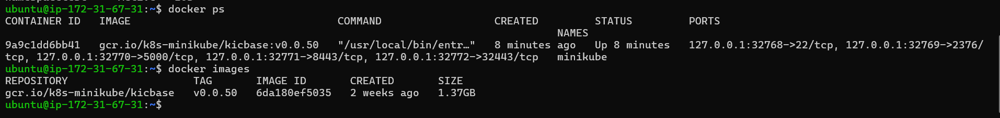 ubuntu@ip-172-31-67-31:~$ docker ps
CONTAINER ID   IMAGE                                 COMMAND                  CREATED         STATUS         PORTS
NAMES
9a9c1dd6bb41   gcr.io/k8s-minikube/kicbase:v0.0.50   "/usr/local/bin/entr…"   8 minutes ago   Up 8 minutes   127.0.0.1:32768->22/tcp, 127.0.0.1:32769->2376/
tcp, 127.0.0.1:32770->5000/tcp, 127.0.0.1:32771->8443/tcp, 127.0.0.1:32772->32443/tcp   minikube
ubuntu@ip-172-31-67-31:~$ docker images
REPOSITORY                    TAG       IMAGE ID       CREATED       SIZE
gcr.io/k8s-minikube/kicbase   v0.0.50   6da180ef5035   2 weeks ago   1.37GB
ubuntu@ip-172-31-67-31:~$